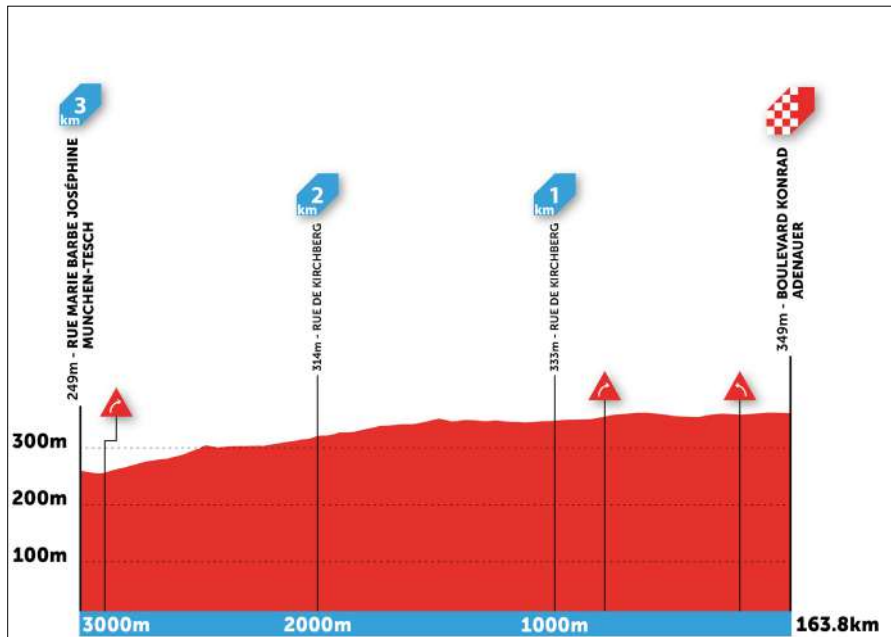 3
km
2
km
1
km
249m - RUE MARIE BARBE JOSÉPHINE
MUNCHEN-TESCH
314m - RUE DE KIRCHBERG
333m - RUE DE KIRCHBERG
349m - BOULEVARD KONRAD
ADENAUER
300m
200m
100m
3000m
2000m
1000m
163.8km